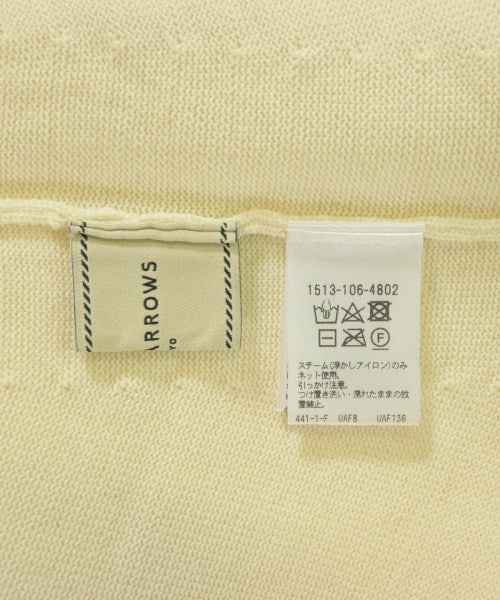 ARROWS
YO
1513-106-4802
F
スチーム(浮かしアイロン)のみ
ネット使用。
引っかけ注意。
つけ置き洗い・濡れたままの放
置禁止。
441-1-F UAF8 UAF136